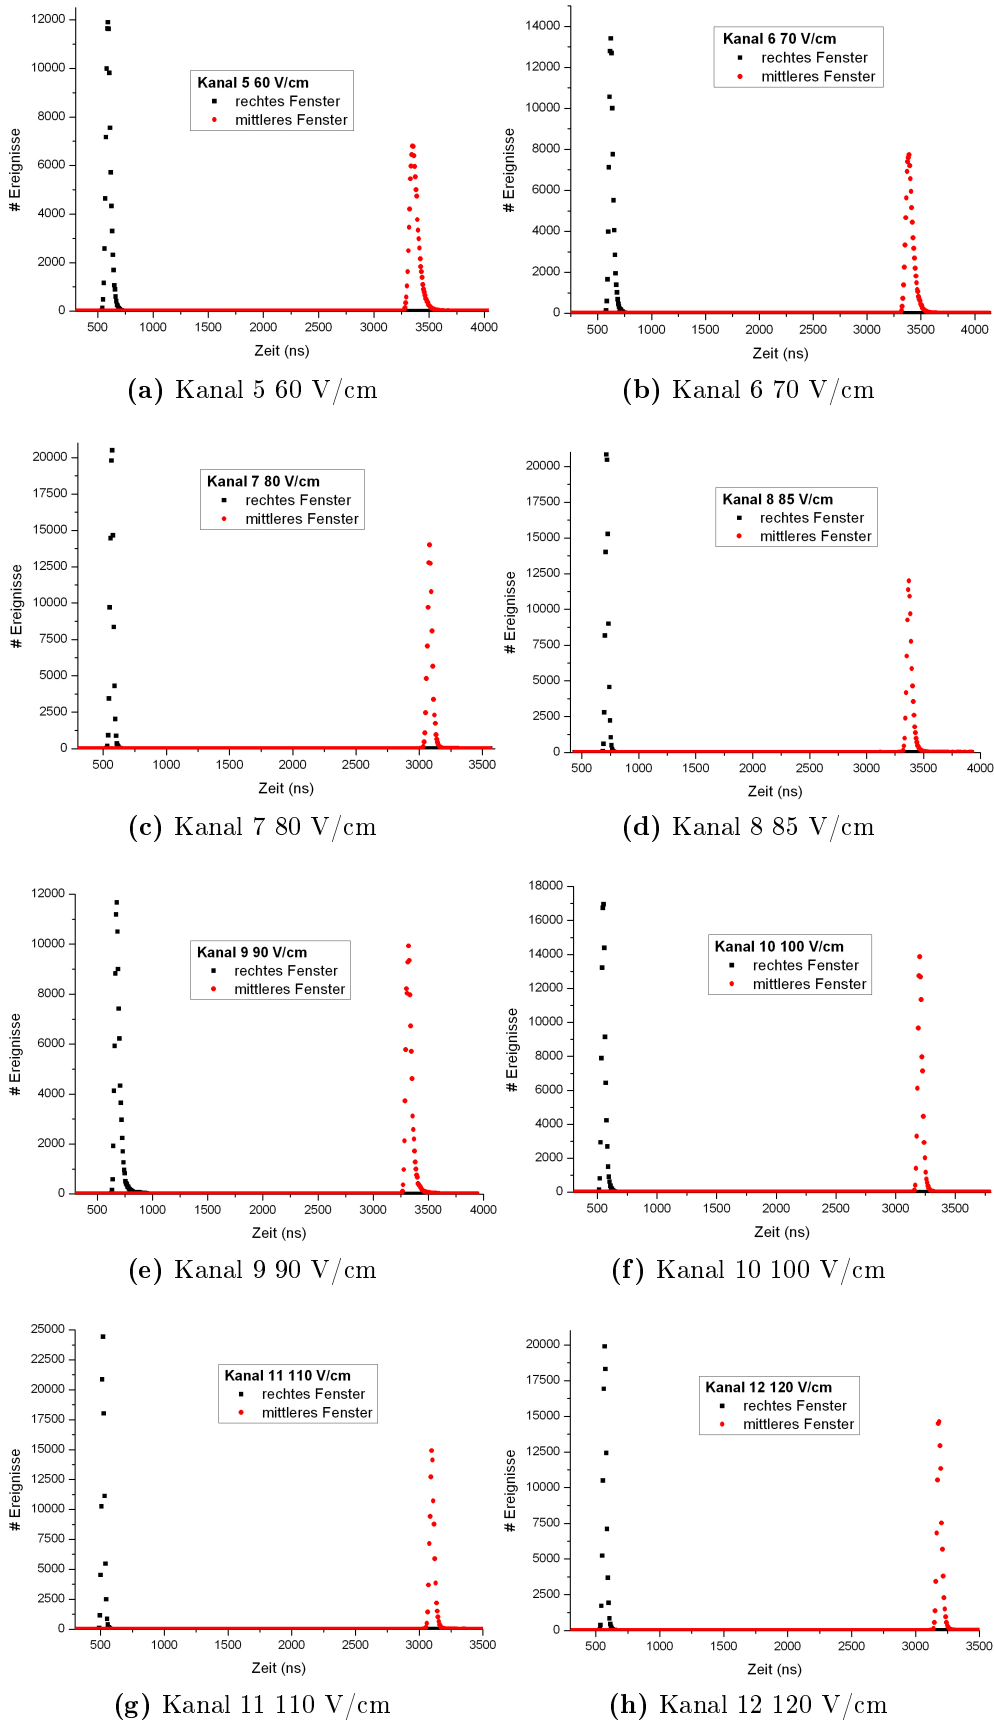 12000
10000
8000
6000
4000
2000
0
# Ereignisse
Kanal 5 60 V/cm
rechtes Fenster
mittleres Fenster
500 1000 1500 2000 2500 3000 3500 4000
Zeit (ns)
(a) Kanal 5 60 V/cm
14000
12000
10000
8000
6000
4000
2000
0
# Ereignisse
Kanal 6 70 V/cm
rechtes Fenster
mittleres Fenster
500 1000 1500 2000 2500 3000 3500 4000
Zeit (ns)
(b) Kanal 6 70 V/cm
20000
17500
15000
12500
10000
7500
5000
2500
0
# Ereignisse
Kanal 7 80 V/cm
rechtes Fenster
mittleres Fenster
500 1000 1500 2000 2500 3000 3500
Zeit (ns)
(c) Kanal 7 80 V/cm
20000
17500
15000
12500
10000
7500
5000
2500
0
# Ereignisse
Kanal 8 85 V/cm
rechtes Fenster
mittleres Fenster
500 1000 1500 2000 2500 3000 3500 4000
Zeit (ns)
(d) Kanal 8 85 V/cm
12000
10000
8000
6000
4000
2000
0
# Ereignisse
Kanal 9 90 V/cm
rechtes Fenster
mittleres Fenster
500 1000 1500 2000 2500 3000 3500 4000
Zeit (ns)
(e) Kanal 9 90 V/cm
18000
16000
14000
12000
10000
8000
6000
4000
2000
0
# Ereignisse
Kanal 10 100 V/cm
rechtes Fenster
mittleres Fenster
500 1000 1500 2000 2500 3000 3500
Zeit (ns)
(f) Kanal 10 100 V/cm
25000
22500
20000
17500
15000
12500
10000
7500
5000
2500
0
# Ereignisse
Kanal 11 110 V/cm
rechtes Fenster
mittleres Fenster
500 1000 1500 2000 2500 3000 3500
Zeit (ns)
(g) Kanal 11 110 V/cm
20000
17500
15000
12500
10000
7500
5000
2500
0
# Ereignisse
Kanal 12 120 V/cm
rechtes Fenster
mittleres Fenster
500 1000 1500 2000 2500 3000 3500
Zeit (ns)
(h) Kanal 12 120 V/cm